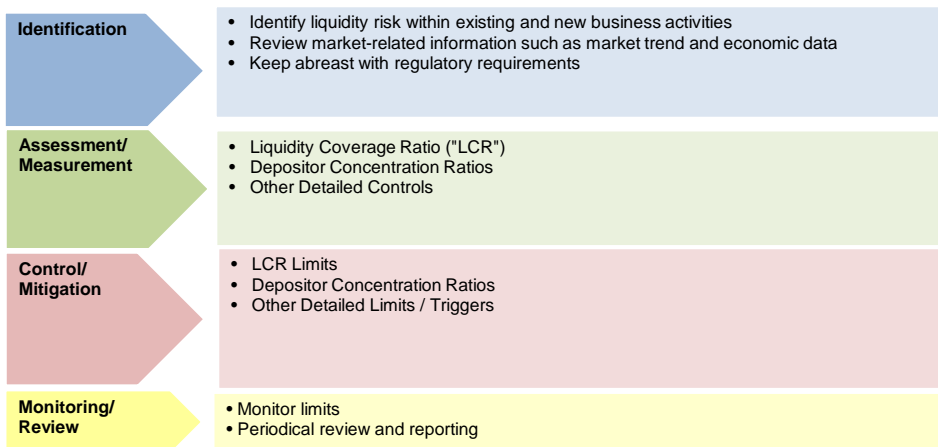 Identification
• Identify liquidity risk within existing and new business activities
• Review market-related information such as market trend and economic data
• Keep abreast with regulatory requirements
Assessment/
Measurement
• Liquidity Coverage Ratio ("LCR")
• Depositor Concentration Ratios
• Other Detailed Controls
Control/
Mitigation
• LCR Limits
• Depositor Concentration Ratios
• Other Detailed Limits / Triggers
Monitoring/
Review
• Monitor limits
• Periodical review and reporting